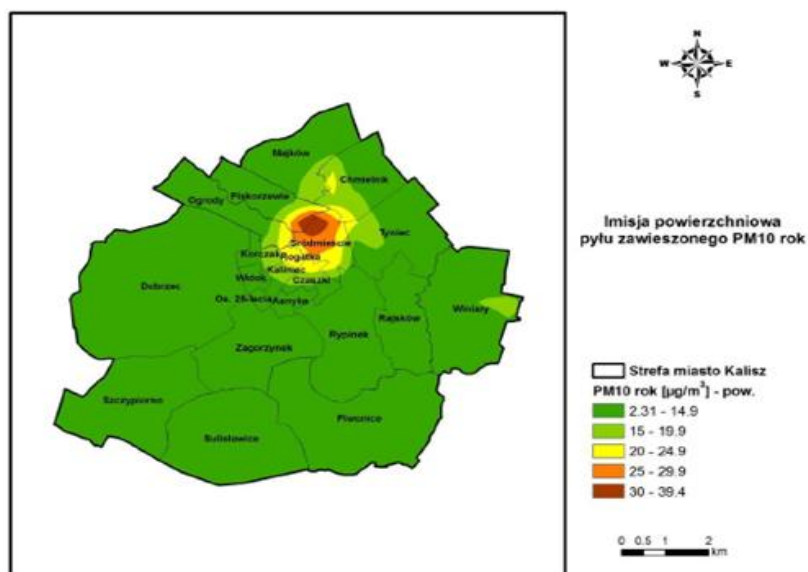 N
W E
S
Majków
Chmielnik
Ogrody
Piskorzewie
Tyniec
Śródmieście
Korczak
Rogatka
Kaliniec
Widok
Czaszki
Dobrzec
Os. 25-lecia
Asnyka
Winiary
Rajsków
Rypinek
Zagorzynek
Szczypiorno
Piwonice
Sulisławice
Imisja powierzchniowa
pyłu zawieszonego PM10 rok
Strefa miasto Kalisz
PM10 rok [µg/m³] - pow.
2.31 - 14.9
15 - 19.9
20 - 24.9
25 - 29.9
30 - 39.4
0 0.5 1 2
km